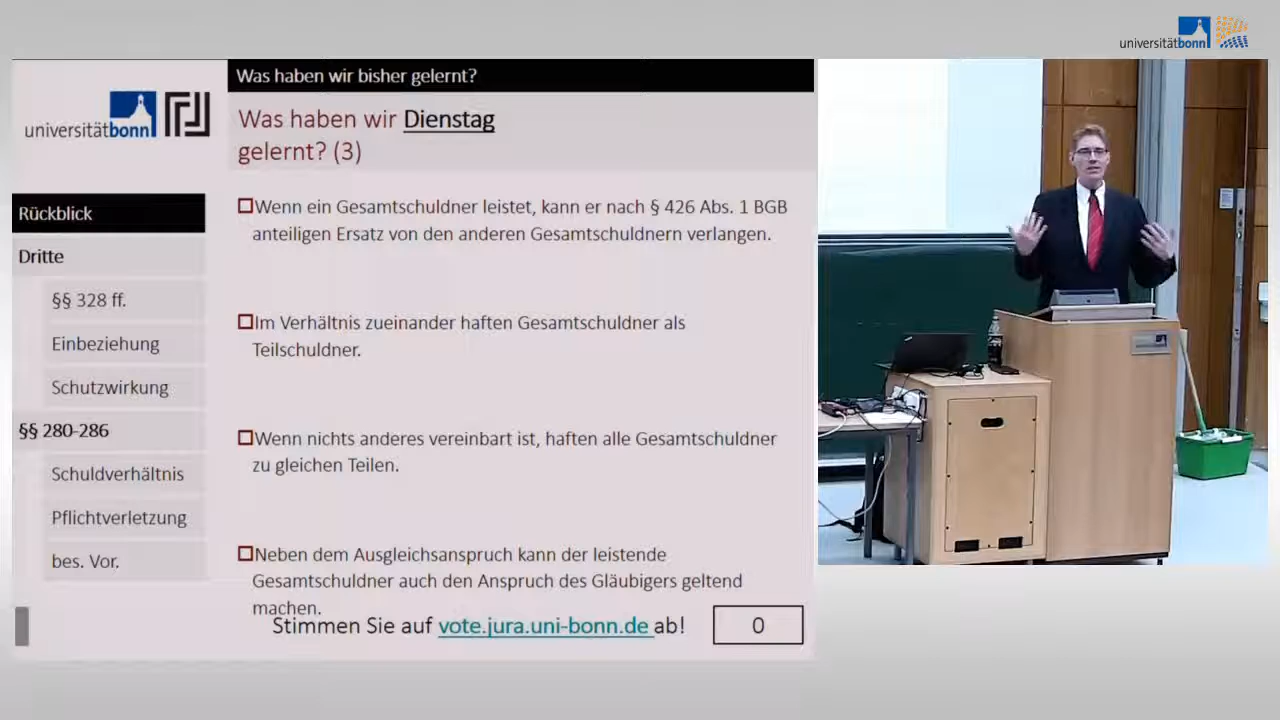 universitätbonn
Was haben wir bisher gelernt?
universitätbonn
Was haben wir Dienstag
gelernt? (3)
Rückblick
Dritte
§§ 328 ff.
Einbeziehung
Schutzwirkung
§§ 280-286
Schuldverhältnis
Pflichtverletzung
bes. Vor.
Wenn ein Gesamtschuldner leistet, kann er nach § 426 Abs. 1 BGB
anteiligen Ersatz von den anderen Gesamtschuldnern verlangen.
Im Verhältnis zueinander haften Gesamtschuldner als
Teilschuldner.
Wenn nichts anderes vereinbart ist, haften alle Gesamtschuldner
zu gleichen Teilen.
Neben dem Ausgleichsanspruch kann der leistende
Gesamtschuldner auch den Anspruch des Gläubigers geltend
machen.
Stimmen Sie auf vote.jura.uni-bonn.de ab!
0